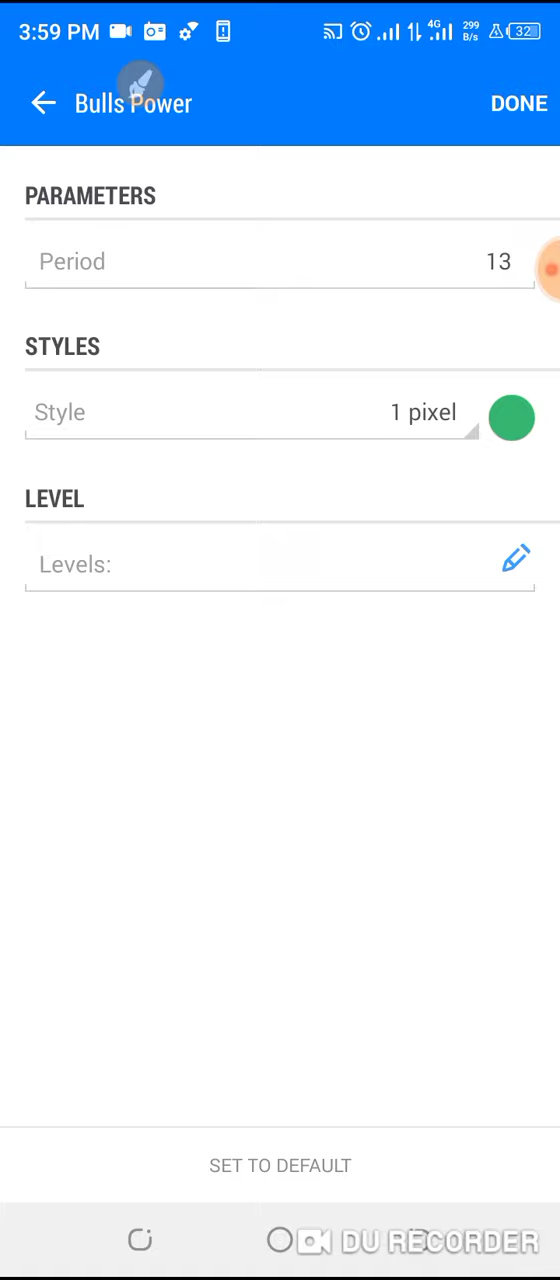 3:59 PM 4G 299 B/s 32
Bulls Power DONE
PARAMETERS
Period 13
STYLES
Style 1 pixel
LEVEL
Levels:
SET TO DEFAULT
DU RECORDER